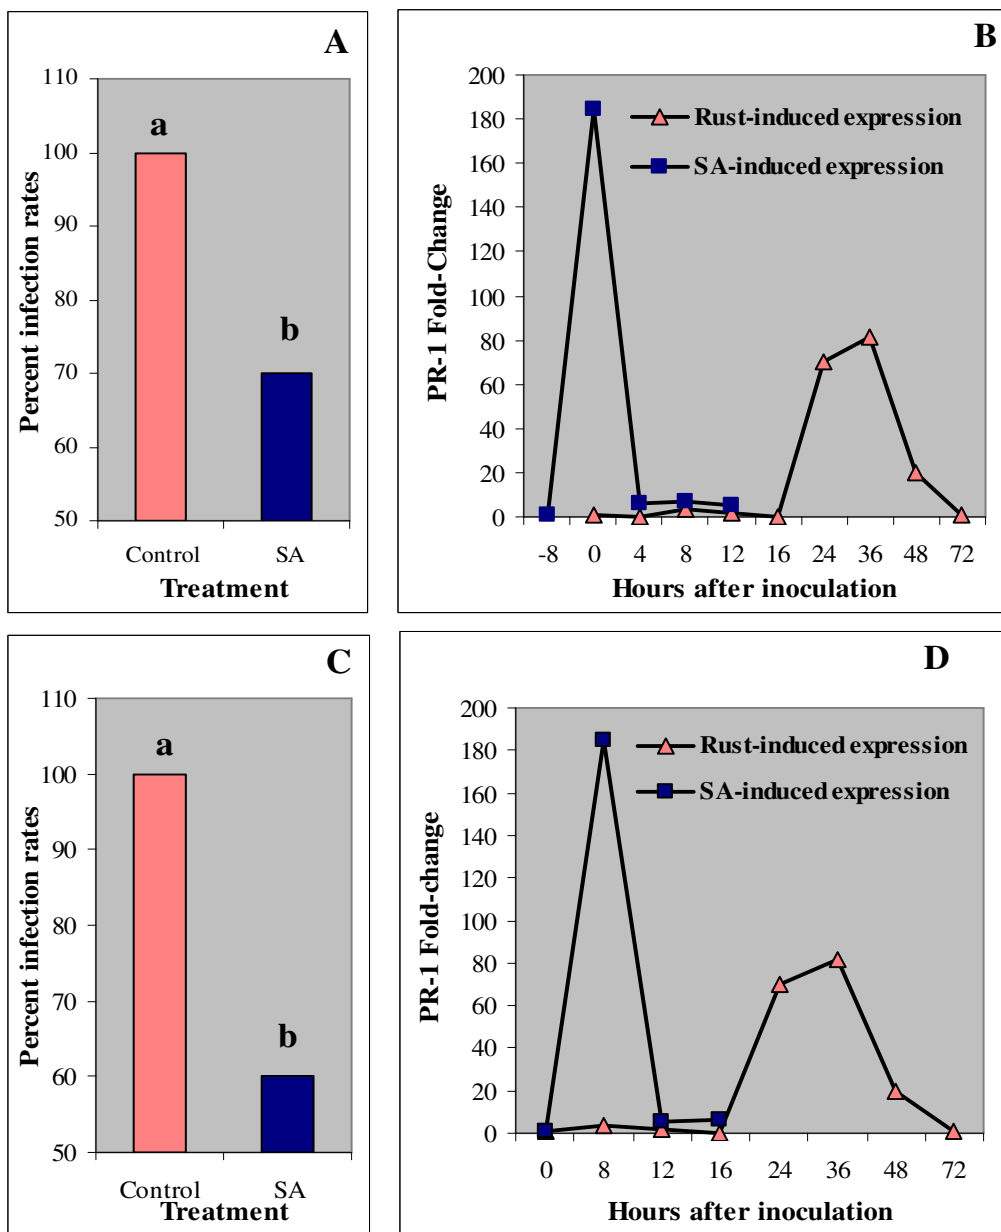 A
Percent infection rates
110
100
90
80
70
60
50
a
b
Control SA
Treatment
B
PR-1 Fold-Change
200
180
160
140
120
100
80
60
40
20
0
Rust-induced expression
SA-induced expression
-8 0 4 8 12 16 24 36 48 72
Hours after inoculation
C
Percent infection rates
110
100
90
80
70
60
50
a
b
Control SA
Treatment
D
PR-1 Fold-change
200
180
160
140
120
100
80
60
40
20
0
Rust-induced expression
SA-induced expression
0 8 12 16 24 36 48 72
Hours after inoculation